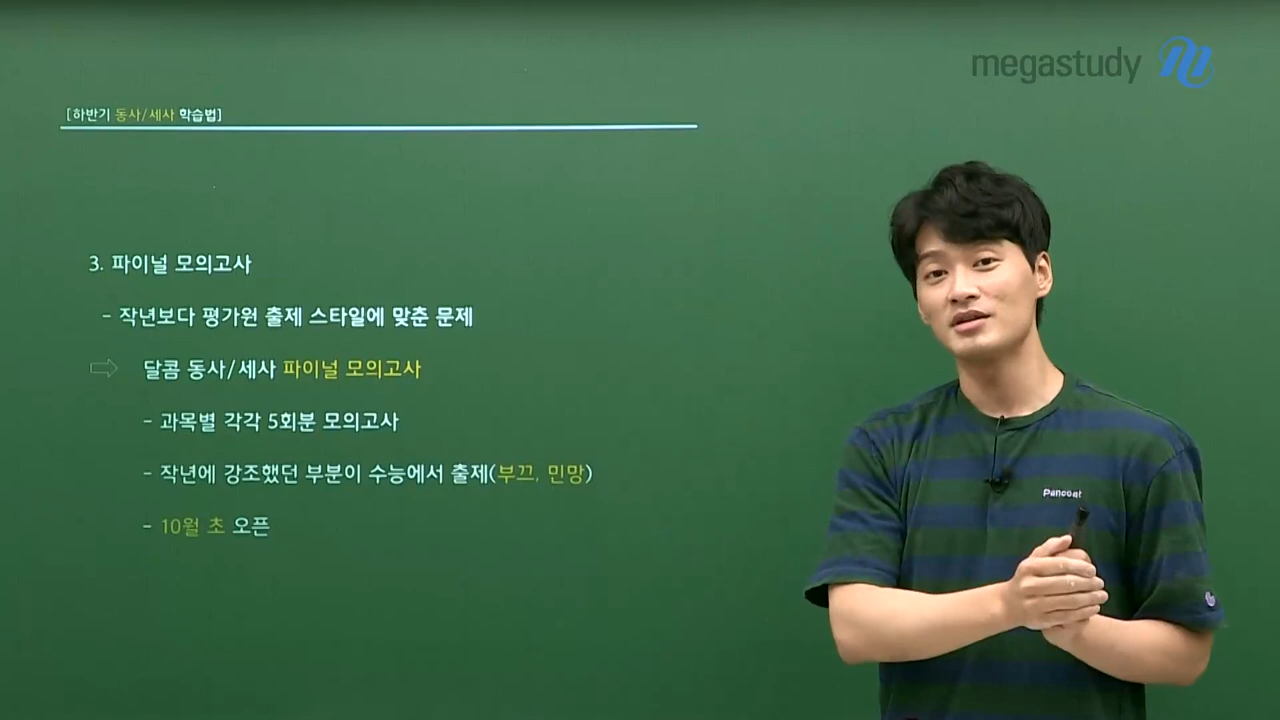 megastudy
[하반기 동사/세사 학습법]
3. 파이널 모의고사
- 작년보다 평가원 출제 스타일에 맞춘 문제
⇨ 달콤 동사/세사 파이널 모의고사
- 과목별 각각 5회분 모의고사
- 작년에 강조했던 부분이 수능에서 출제(부끄, 민망)
- 10월 초 오픈
Pancoat